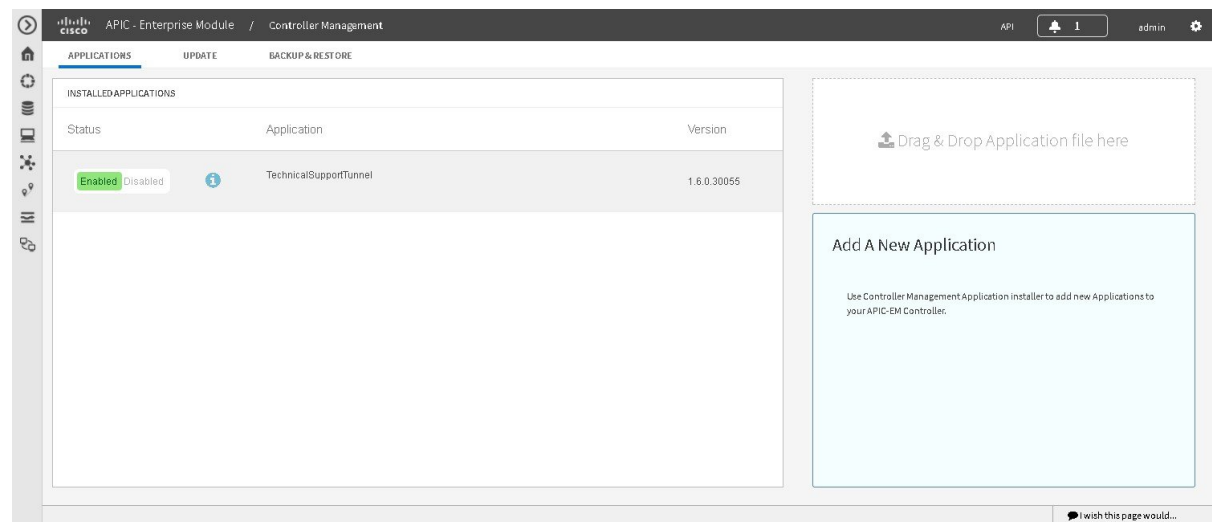 cisco APIC - Enterprise Module / Controller Management API 1 admin
APPLICATIONS UPDATE BACKUP & RESTORE
INSTALLED APPLICATIONS
Status Application Version
Enabled Disabled TechnicalSupportTunnel 1.6.0.30055
Drag & Drop Application file here
Add A New Application
Use Controller Management Application installer to add new Applications to
your APIC-EM Controller.
I wish this page would...